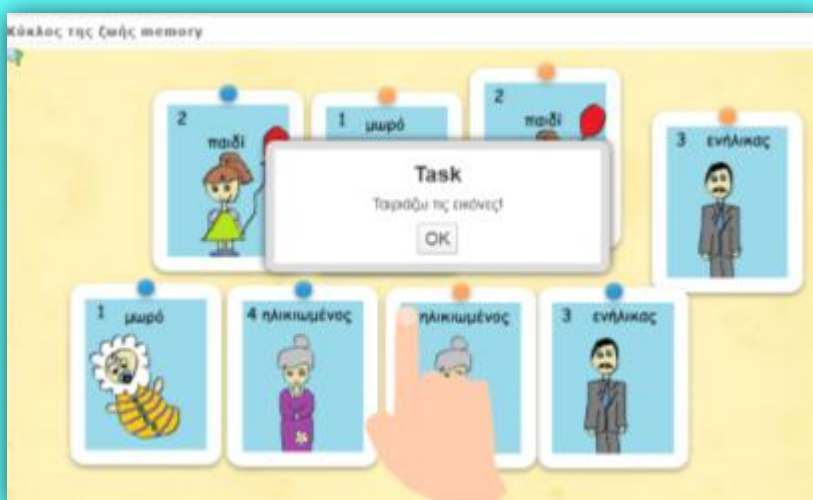 Κύκλος της ζωής memory
2 παιδί
1 μωρό
2 παιδί
3 ενήλικας
Task
Ταιριάζω τις εικόνες!
OK
1 μωρό
4 ηλικιωμένος
ηλικιωμένος
3 ενήλικας